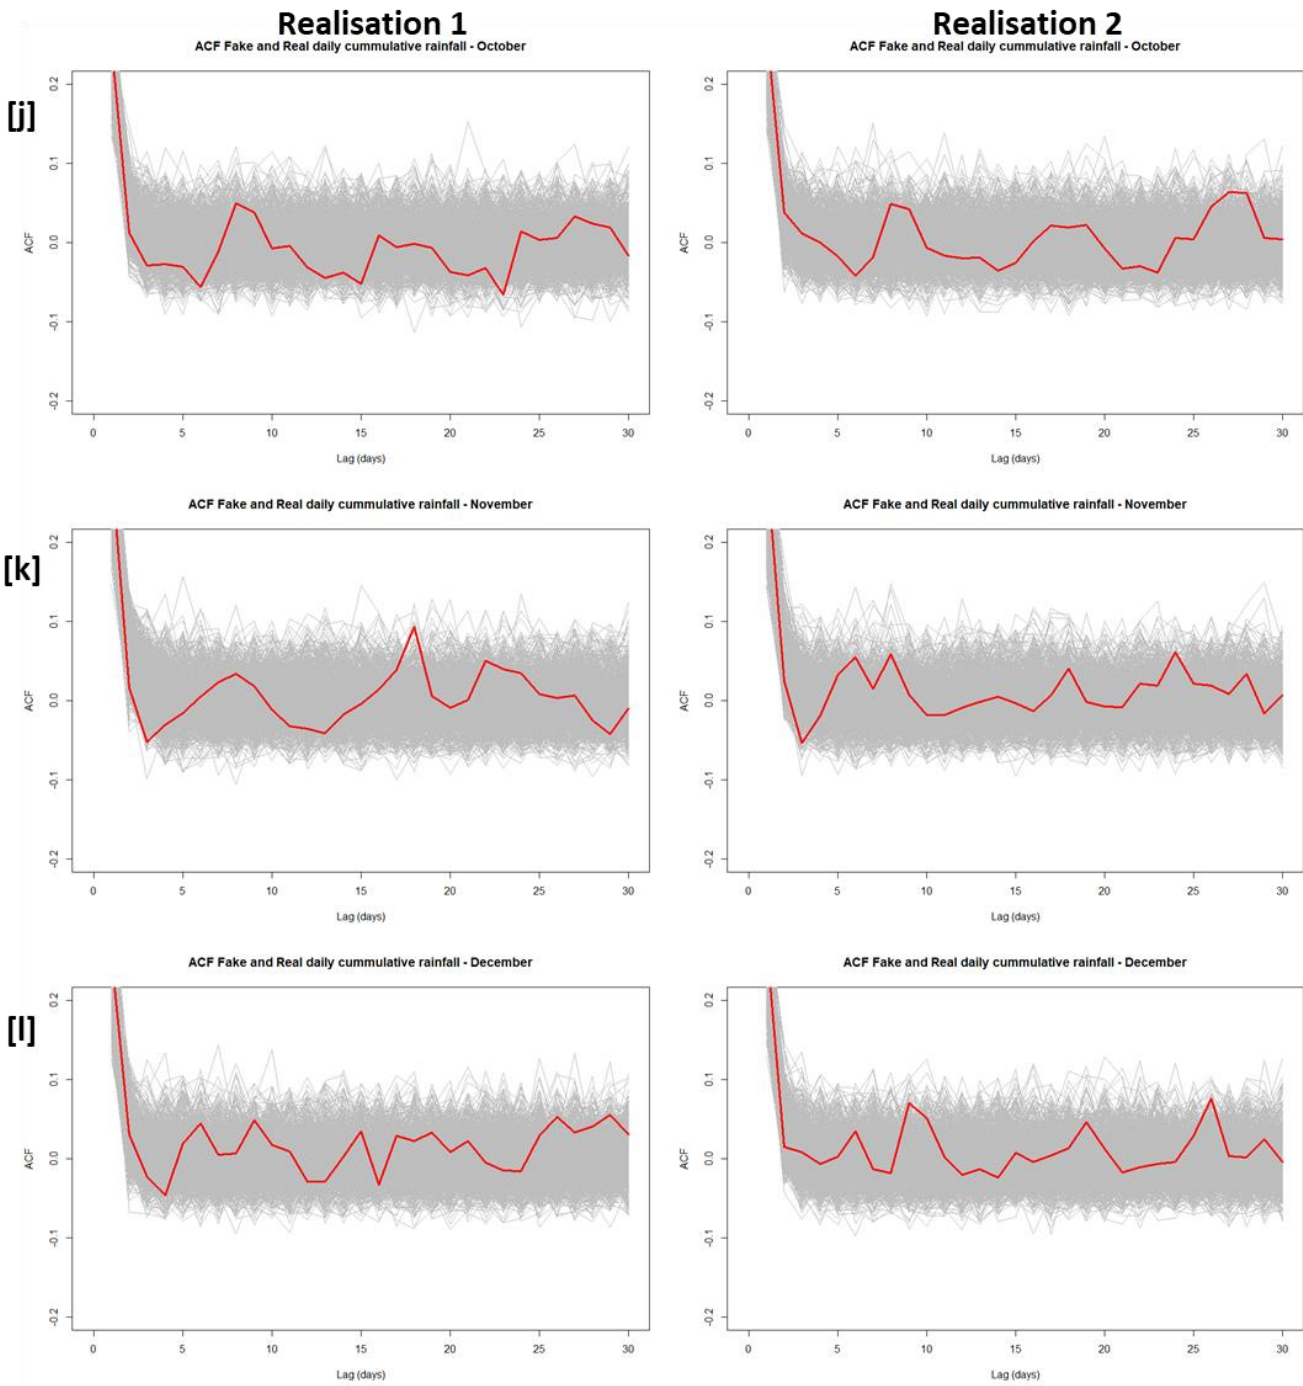 Realisation 1
ACF Fake and Real daily cummulative rainfall - October
[j]
0.2
0.1
0.0
-0.1
-0.2
ACF
0 5 10 15 20 25 30
Lag (days)
Realisation 2
ACF Fake and Real daily cummulative rainfall - October
0.2
0.1
0.0
-0.1
-0.2
ACF
0 5 10 15 20 25 30
Lag (days)
ACF Fake and Real daily cummulative rainfall - November
[k]
0.2
0.1
0.0
-0.1
-0.2
ACF
0 5 10 15 20 25 30
Lag (days)
ACF Fake and Real daily cummulative rainfall - November
0.2
0.1
0.0
-0.1
-0.2
ACF
0 5 10 15 20 25 30
Lag (days)
ACF Fake and Real daily cummulative rainfall - December
[l]
0.2
0.1
0.0
-0.1
-0.2
ACF
0 5 10 15 20 25 30
Lag (days)
ACF Fake and Real daily cummulative rainfall - December
0.2
0.1
0.0
-0.1
-0.2
ACF
0 5 10 15 20 25 30
Lag (days)